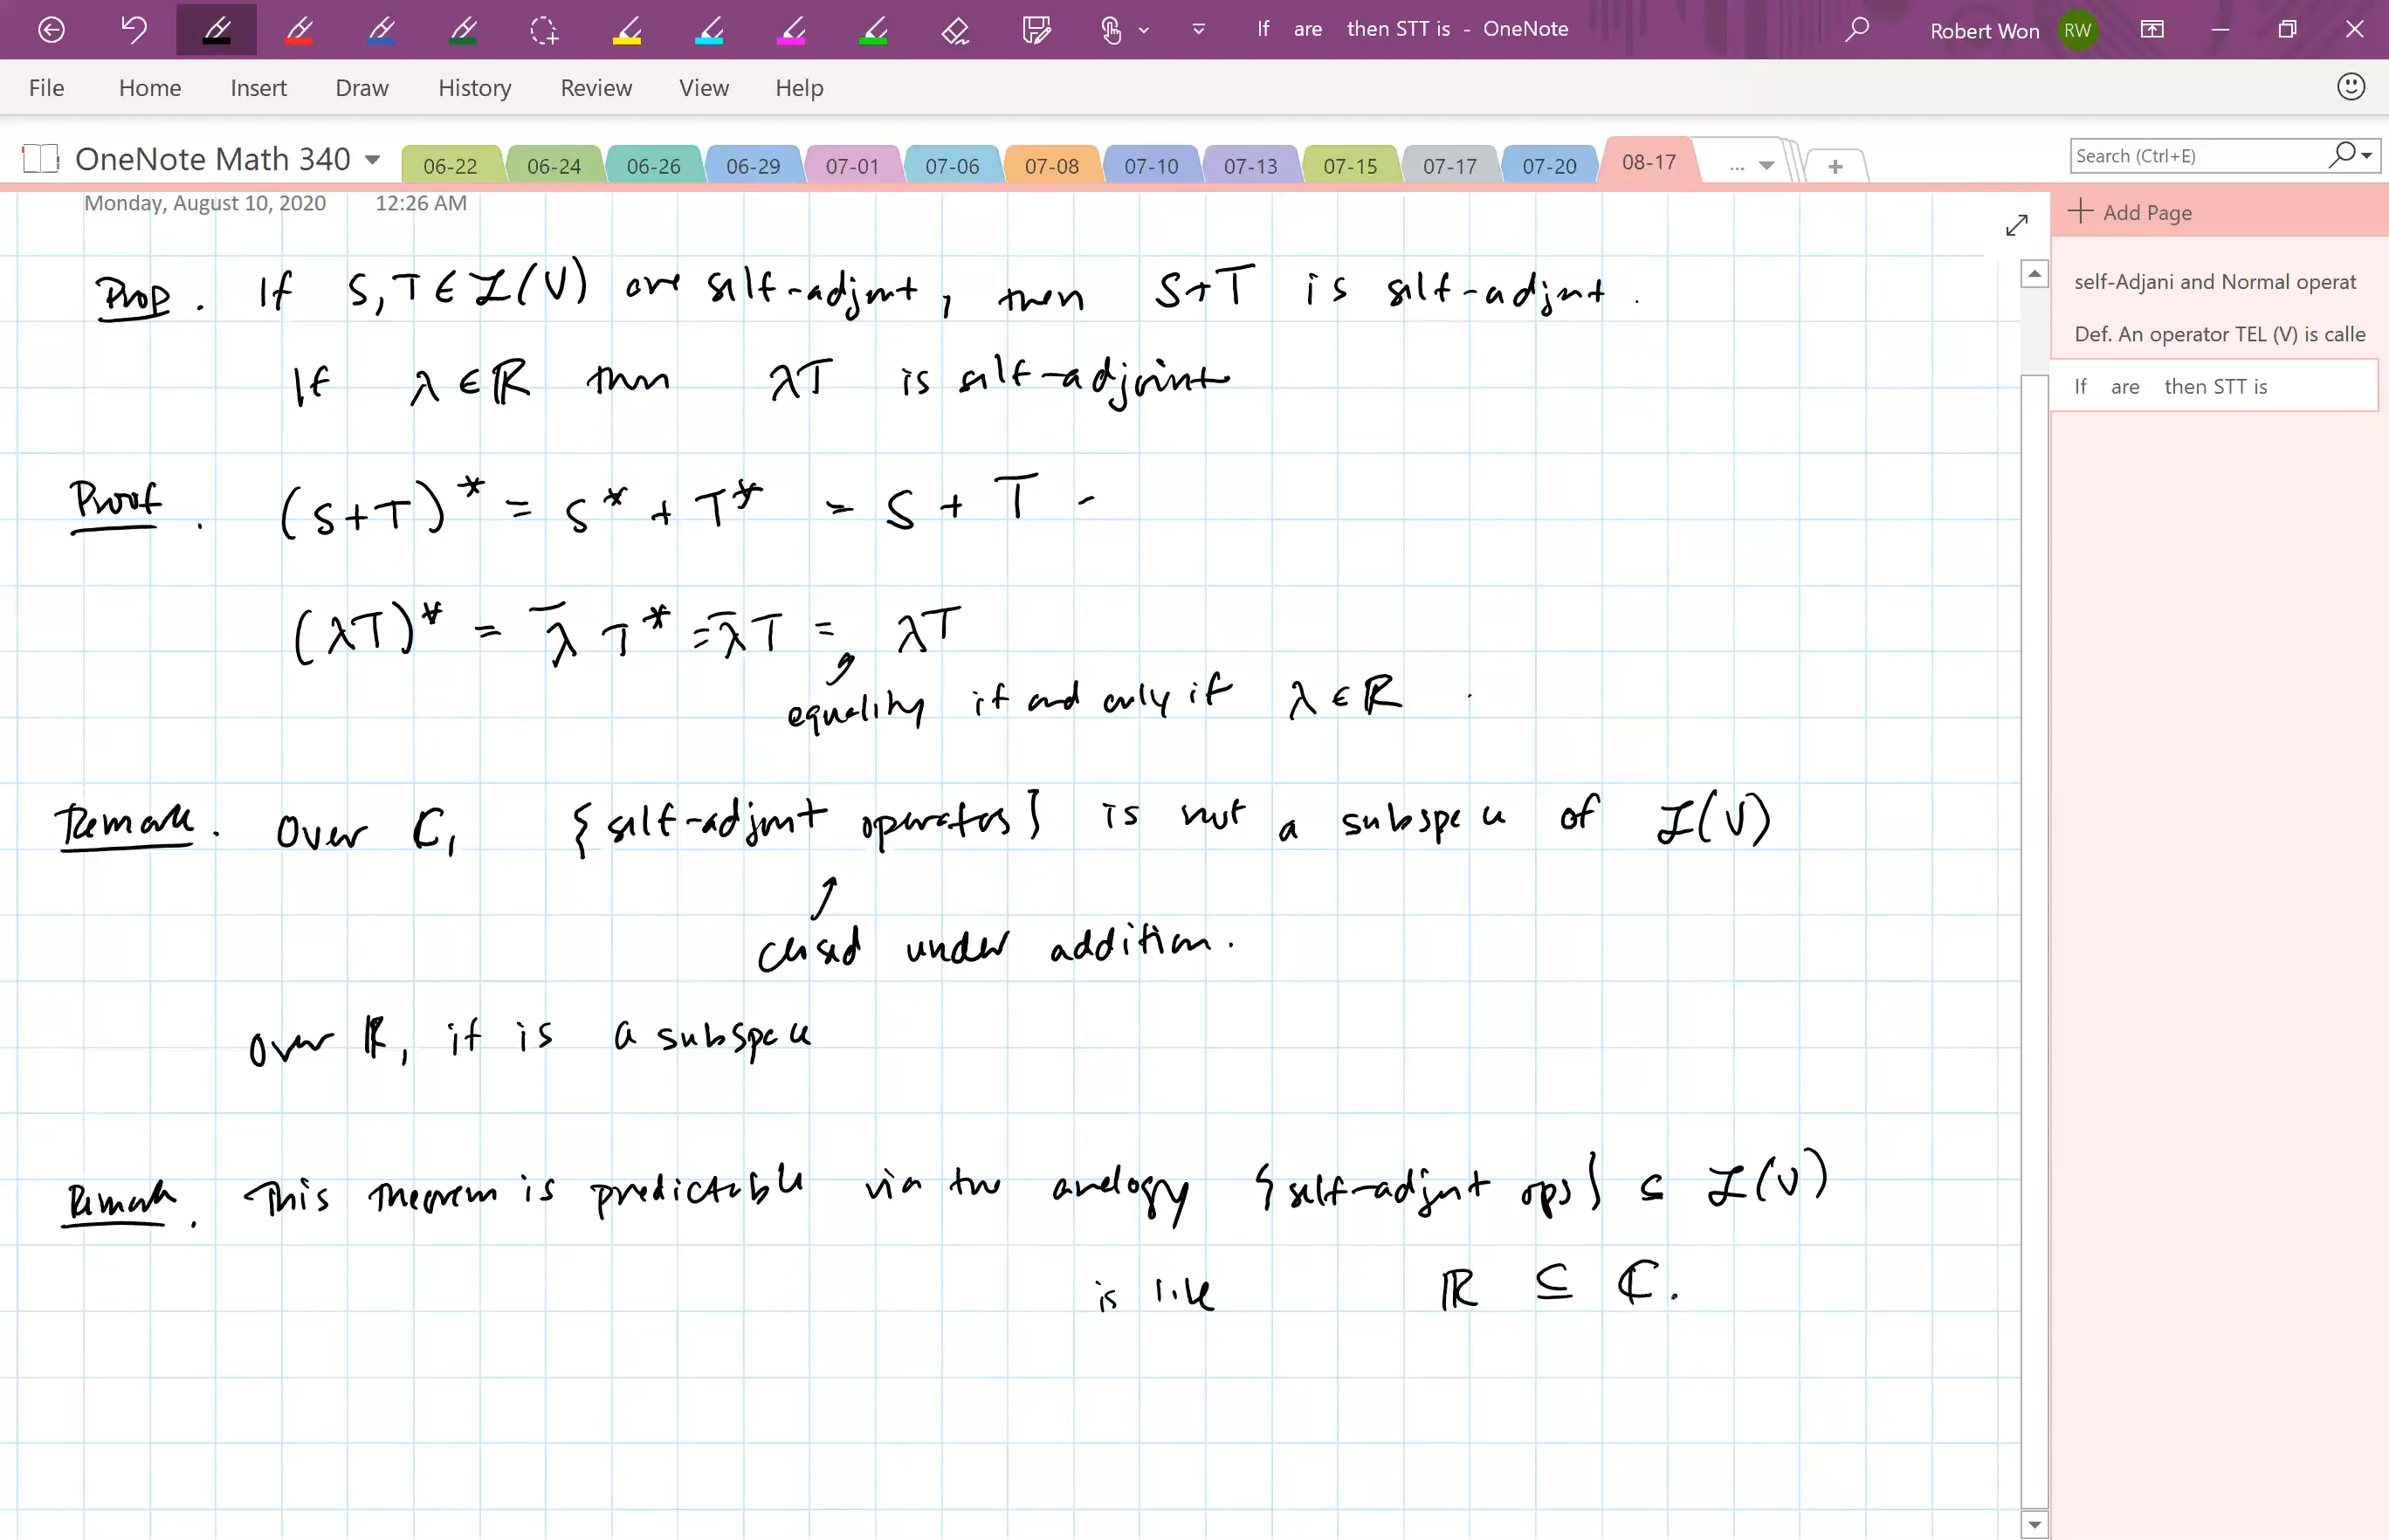 If are then STT is - OneNote
Robert Won RW
File Home Insert Draw History Review View Help
OneNote Math 340
06-22 06-24 06-26 06-29 07-01 07-06 07-08 07-10 07-13 07-15 07-17 07-20 08-17 ... +
Search (Ctrl+E)
Monday, August 10, 2020 12:26 AM
Add Page
self-Adjani and Normal operat
Def. An operator TEL (V) is calle
If are then STT is
Prop. If S, T ∈ ℒ(V) are self-adjoint, then S+T is self-adjoint.
If λ ∈ ℝ then λT is self-adjoint
Proof. (S+T)* = S* + T* = S + T -
(λT)* = λ̄ T* = λ̄T = λT
equality if and only if λ ∈ ℝ.
Remark. Over ℂ, {self-adjoint operators} is not a subspace of ℒ(V)
closed under addition.
Over ℝ, it is a subspace
Remark. This theorem is predictable via the analogy {self-adjoint ops} ⊆ ℒ(V)
is like ℝ ⊆ ℂ.